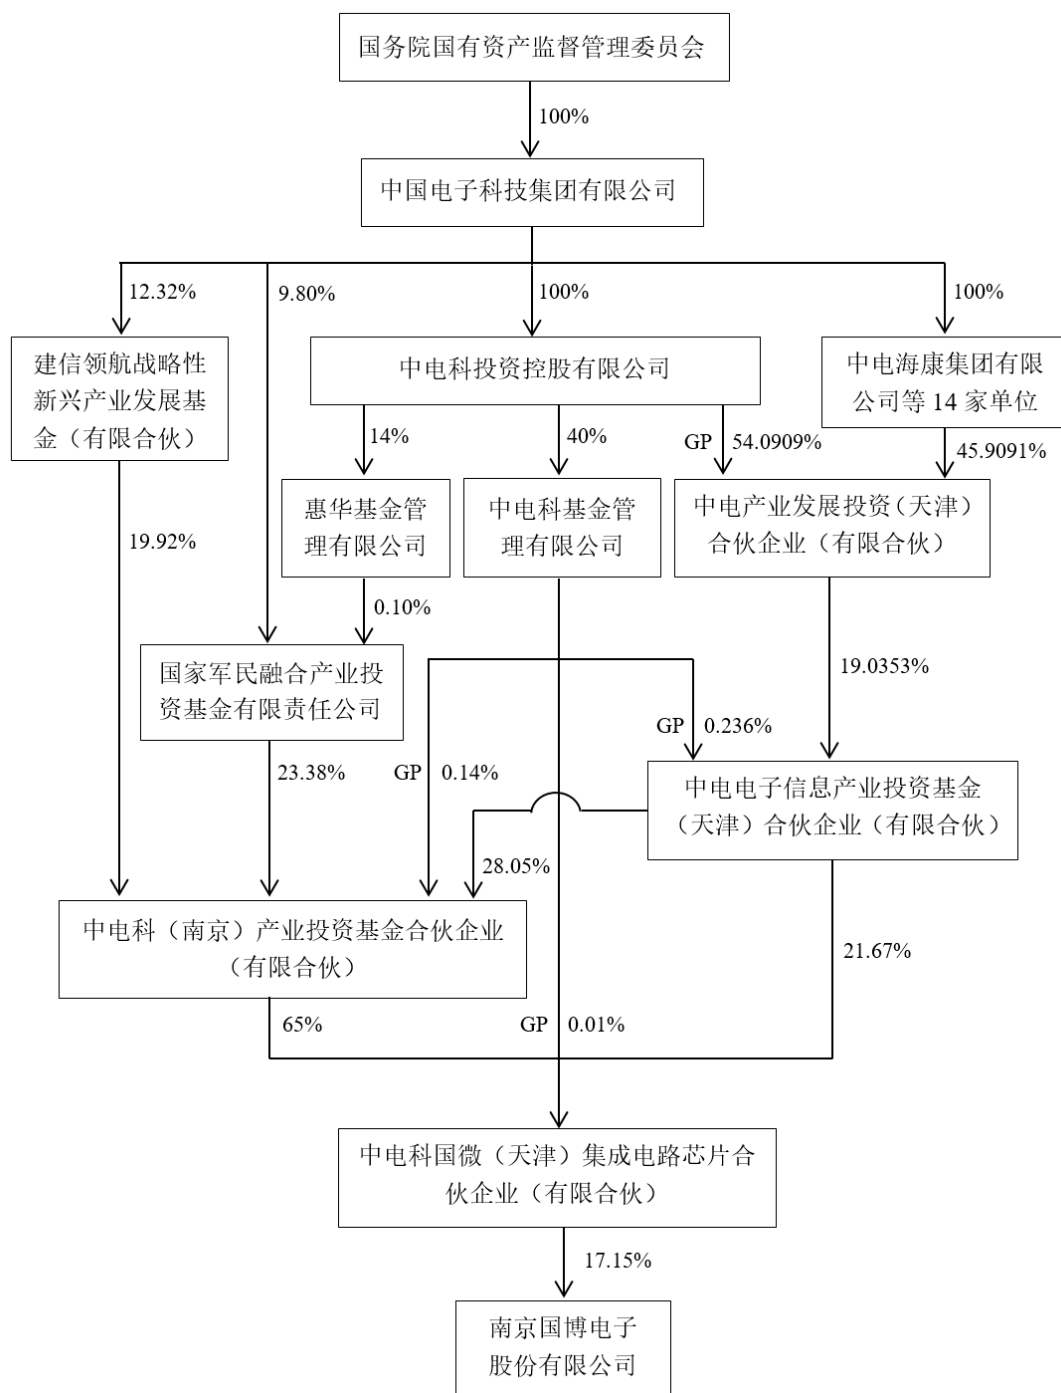 国务院国有资产监督管理委员会
100%
中国电子科技集团有限公司
12.32%
9.80%
100%
100%
建信领航战略性
新兴产业发展基
金（有限合伙）
中电科投资控股有限公司
中电海康集团有限
公司等 14 家单位
14%
40%
GP
54.0909%
45.9091%
惠华基金管
理有限公司
中电科基金管
理有限公司
中电产业发展投资（天津）
合伙企业（有限合伙）
19.92%
0.10%
国家军民融合产业投
资基金有限责任公司
19.0353%
GP
0.236%
23.38%
GP
0.14%
中电电子信息产业投资基金
（天津）合伙企业（有限合伙）
28.05%
中电科（南京）产业投资基金合伙企业
（有限合伙）
21.67%
65%
GP
0.01%
中电科国微（天津）集成电路芯片合
伙企业（有限合伙）
17.15%
南京国博电子
股份有限公司